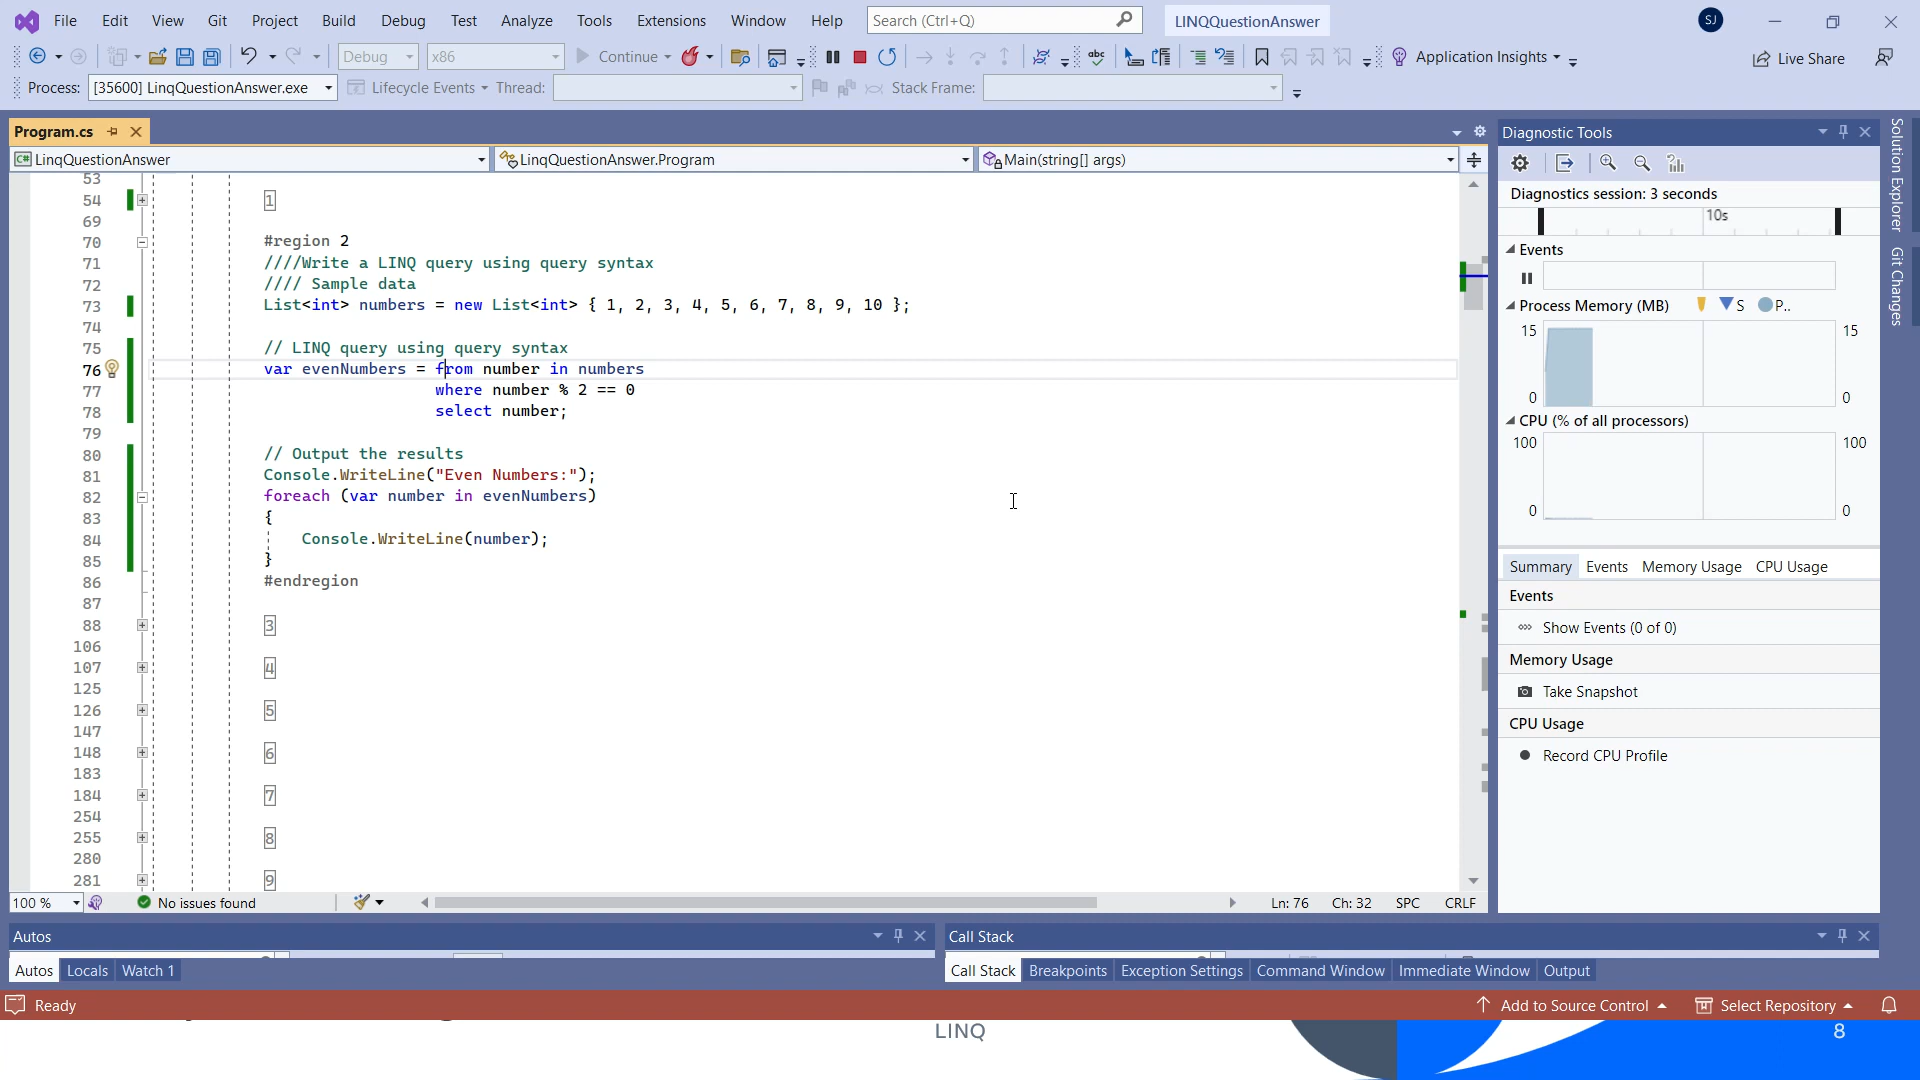 File Edit View Git Project Build Debug Test Analyze Tools Extensions Window Help Search (Ctrl+Q) LINQQuestionAnswer SJ
Debug x86 Continue Application Insights Live Share
Process: [35600] LinqQuestionAnswer.exe Lifecycle Events Thread: Stack Frame:
Program.cs
C# LinqQuestionAnswer LinqQuestionAnswer.Program Main(string[] args)
53
54 1
69
70 #region 2
71 ////Write a LINQ query using query syntax
72 //// Sample data
73 List<int> numbers = new List<int> { 1, 2, 3, 4, 5, 6, 7, 8, 9, 10 };
74
75 // LINQ query using query syntax
76 var evenNumbers = from number in numbers
77 where number % 2 == 0
78 select number;
79
80 // Output the results
81 Console.WriteLine("Even Numbers:");
82 foreach (var number in evenNumbers)
83 {
84 Console.WriteLine(number);
85 }
86 #endregion
87
88 3
106
107 4
125
126 5
147
148 6
183
184 7
254
255 8
280
281 9
100 % No issues found Ln: 76 Ch: 32 SPC CRLF
Diagnostic Tools
Diagnostics session: 3 seconds
10s
Events
Process Memory (MB) S P..
15 15
0 0
CPU (% of all processors)
100 100
0 0
Summary Events Memory Usage CPU Usage
Events
Show Events (0 of 0)
Memory Usage
Take Snapshot
CPU Usage
Record CPU Profile
Solution Explorer
Git Changes
Autos
Autos Locals Watch 1
Call Stack
Call Stack Breakpoints Exception Settings Command Window Immediate Window Output
Ready Add to Source Control Select Repository
LINQ 8